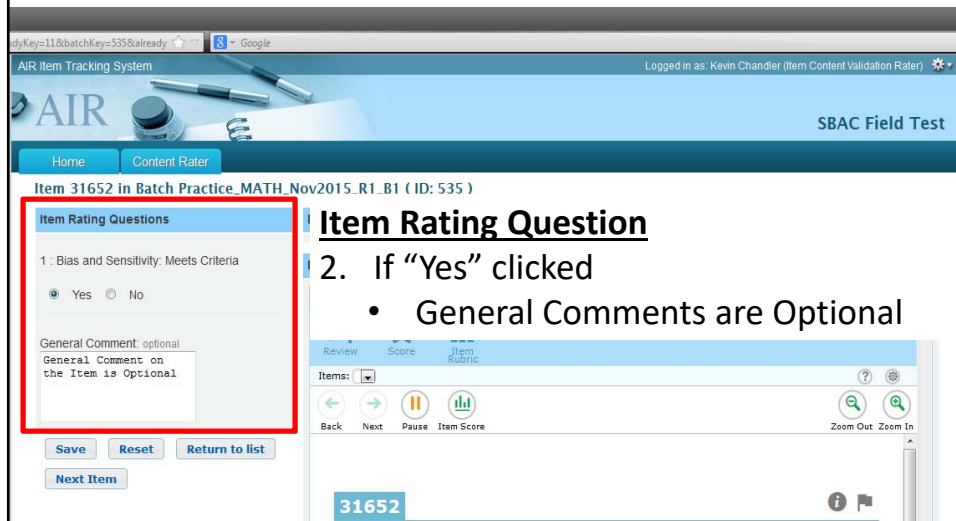 dyKey=11&batchKey=535&already
Google
AIR Item Tracking System
Logged in as: Kevin Chandler (Item Content Validation Rater)
AIR
SBAC Field Test
Home
Content Rater
Item 31652 in Batch Practice_MATH_Nov2015_R1_B1 ( ID: 535 )
Item Rating Questions
1 : Bias and Sensitivity: Meets Criteria
Yes No
General Comment: optional
General Comment on
the Item is Optional
Save Reset Return to list
Next Item
Item Rating Question
2. If “Yes” clicked
• General Comments are Optional
Review Score Item
Rubric
Items:
Back Next Pause Item Score
Zoom Out Zoom In
31652